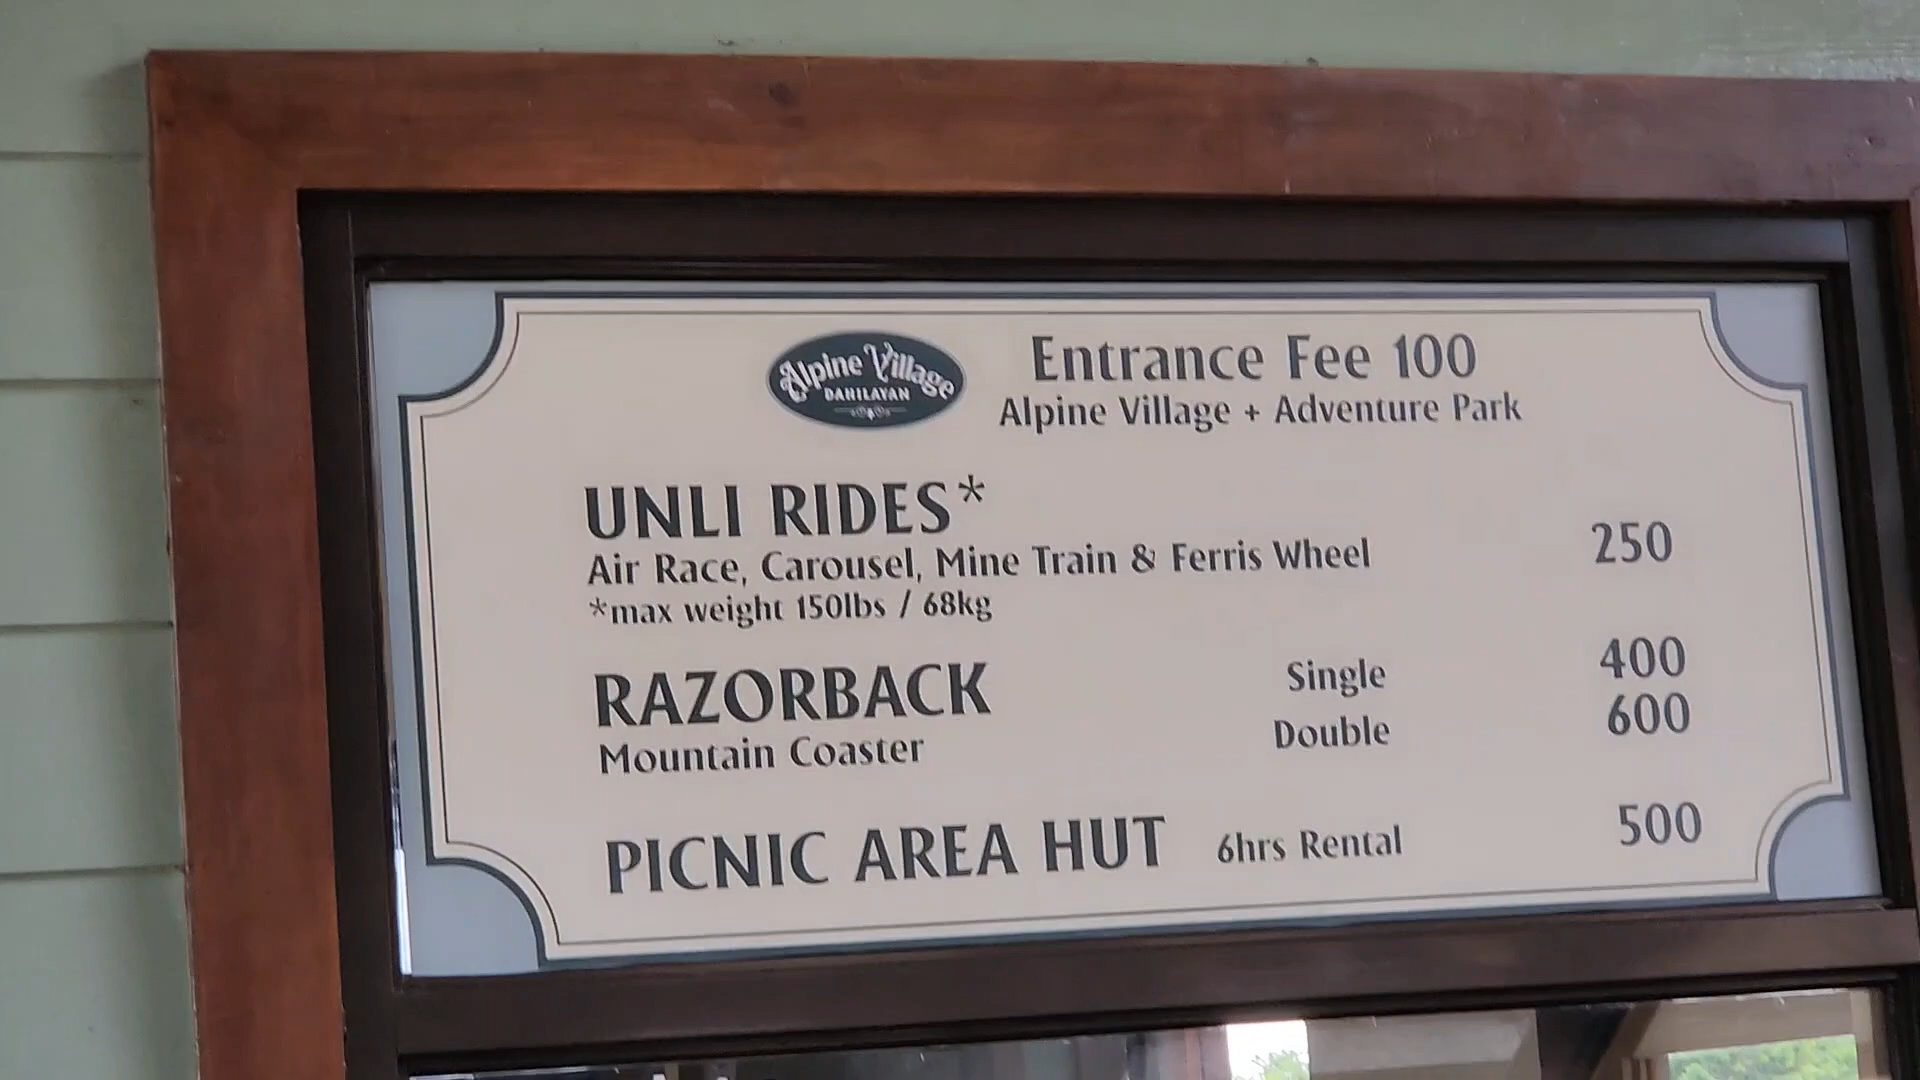 Alpine Village
DAHILAYAN
Entrance Fee 100
Alpine Village + Adventure Park
UNLI RIDES*
Air Race, Carousel, Mine Train & Ferris Wheel 250
*max weight 150lbs / 68kg
RAZORBACK Single 400
Mountain Coaster Double 600
PICNIC AREA HUT 6hrs Rental 500